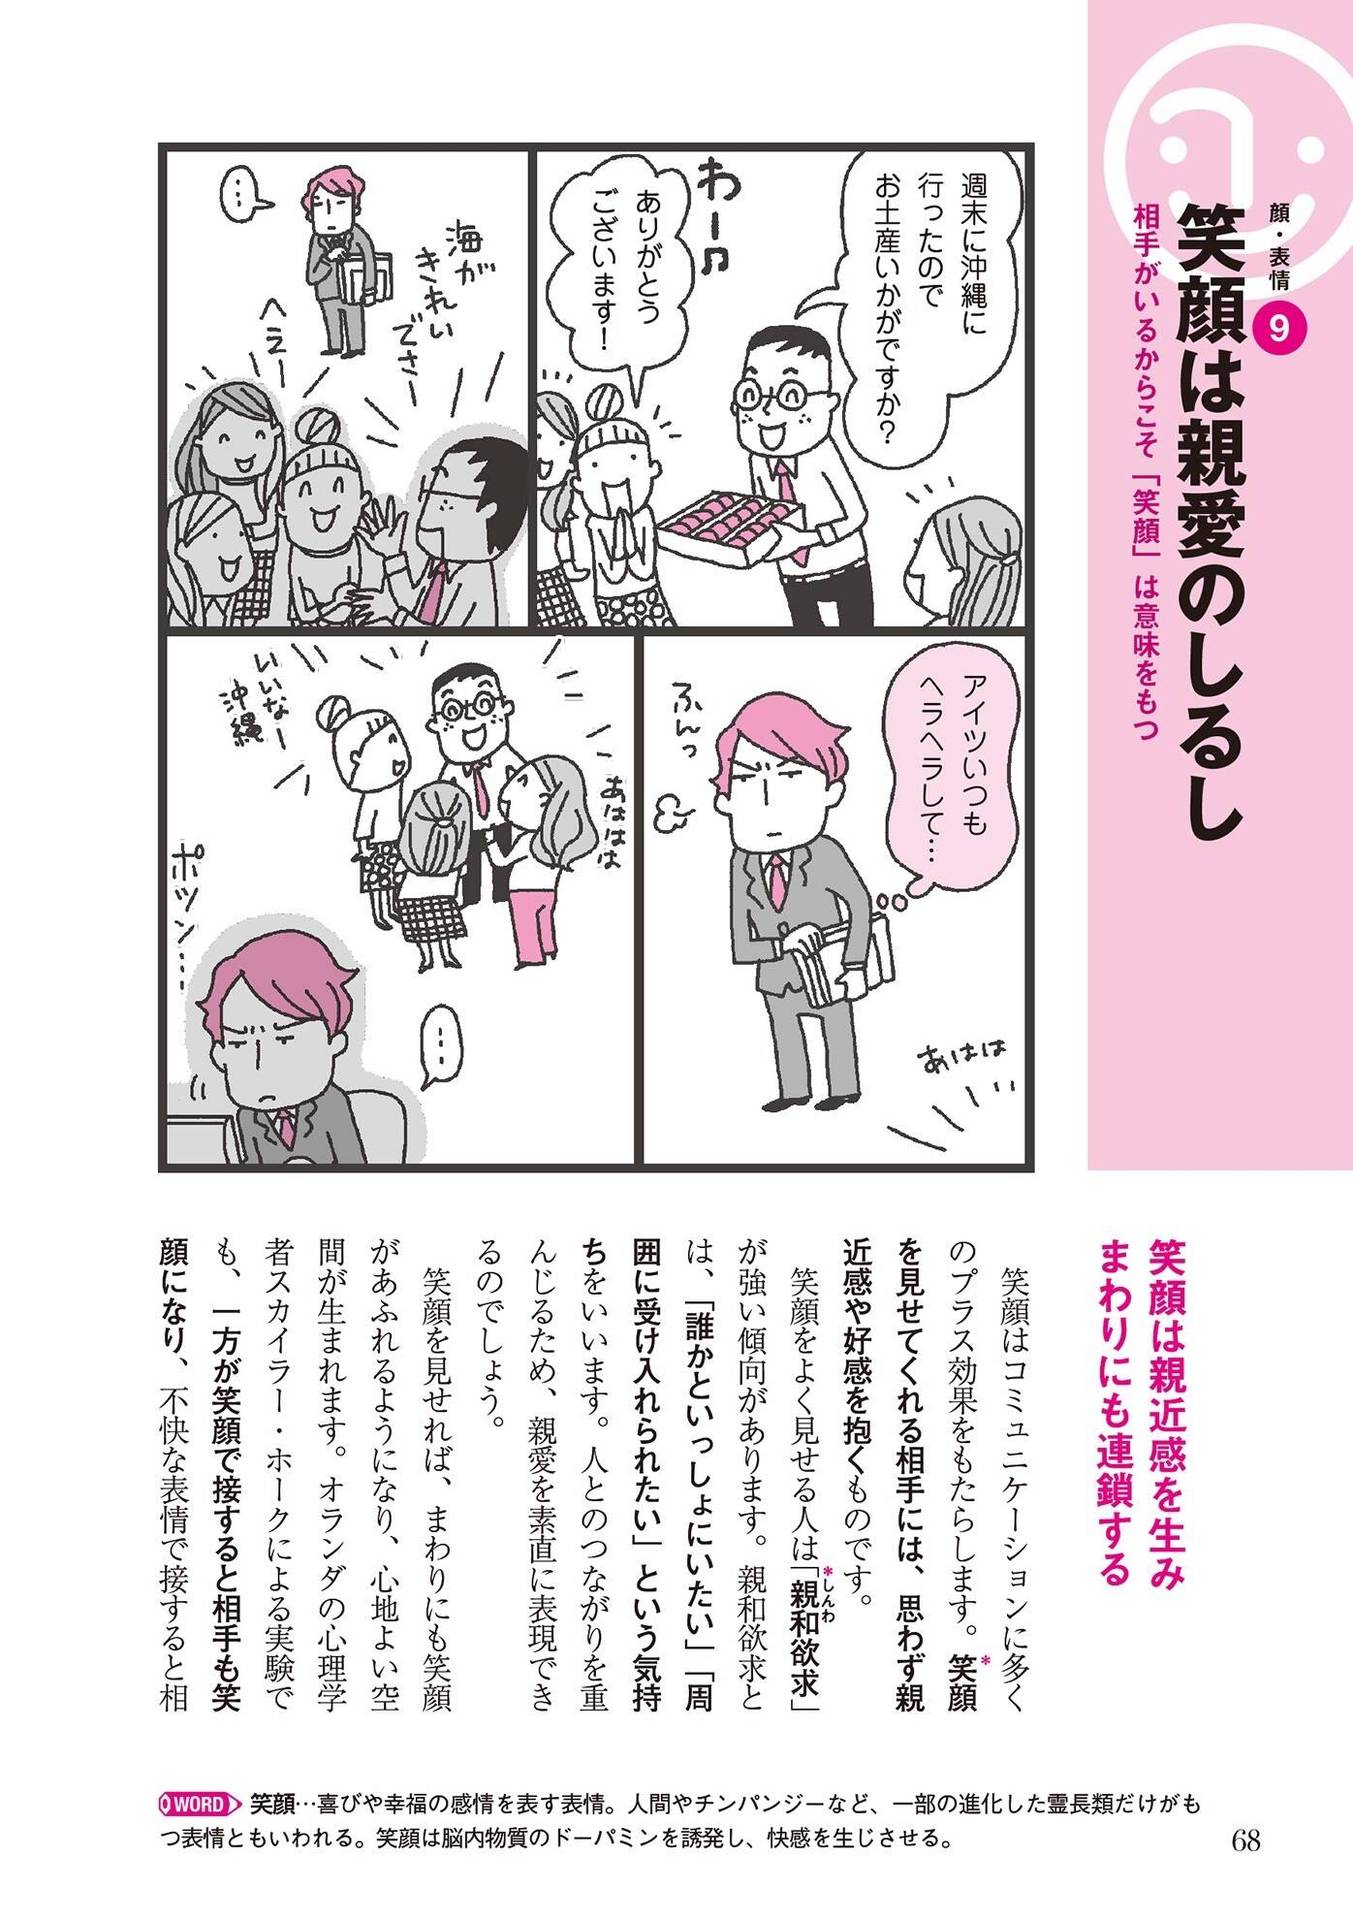 顔・表情 9
笑顔は親愛のしるし
相手がいるからこそ「笑顔」は意味をもつ
週末に沖縄に
行ったので
お土産いかがですか?
わー♫
ありがとう
ございます!
海が
きれい
でさー
へぇー
…
アイツいつも
ヘラヘラして…
ふんっ
あはは
あははは
いいなー
沖縄
ポツン…
…
笑顔は親近感を生み
まわりにも連鎖する
笑顔はコミュニケーションに多く
のプラス効果をもたらします。笑顔*
を見せてくれる相手には、思わず親
近感や好感を抱くものです。
笑顔をよく見せる人は「親和欲求*」
しんわ
が強い傾向があります。親和欲求と
は、「誰かといっしょにいたい」「周
囲に受け入れられたい」という気持
ちをいいます。人とのつながりを重
んじるため、親愛を素直に表現でき
るのでしょう。
笑顔を見せれば、まわりにも笑顔
があふれるようになり、心地よい空
間が生まれます。オランダの心理学
者スカイラー・ホークによる実験で
も、一方が笑顔で接すると相手も笑
顔になり、不快な表情で接すると相
WORD 笑顔…喜びや幸福の感情を表す表情。人間やチンパンジーなど、一部の進化した霊長類だけがも
つ表情ともいわれる。笑顔は脳内物質のドーパミンを誘発し、快感を生じさせる。
68